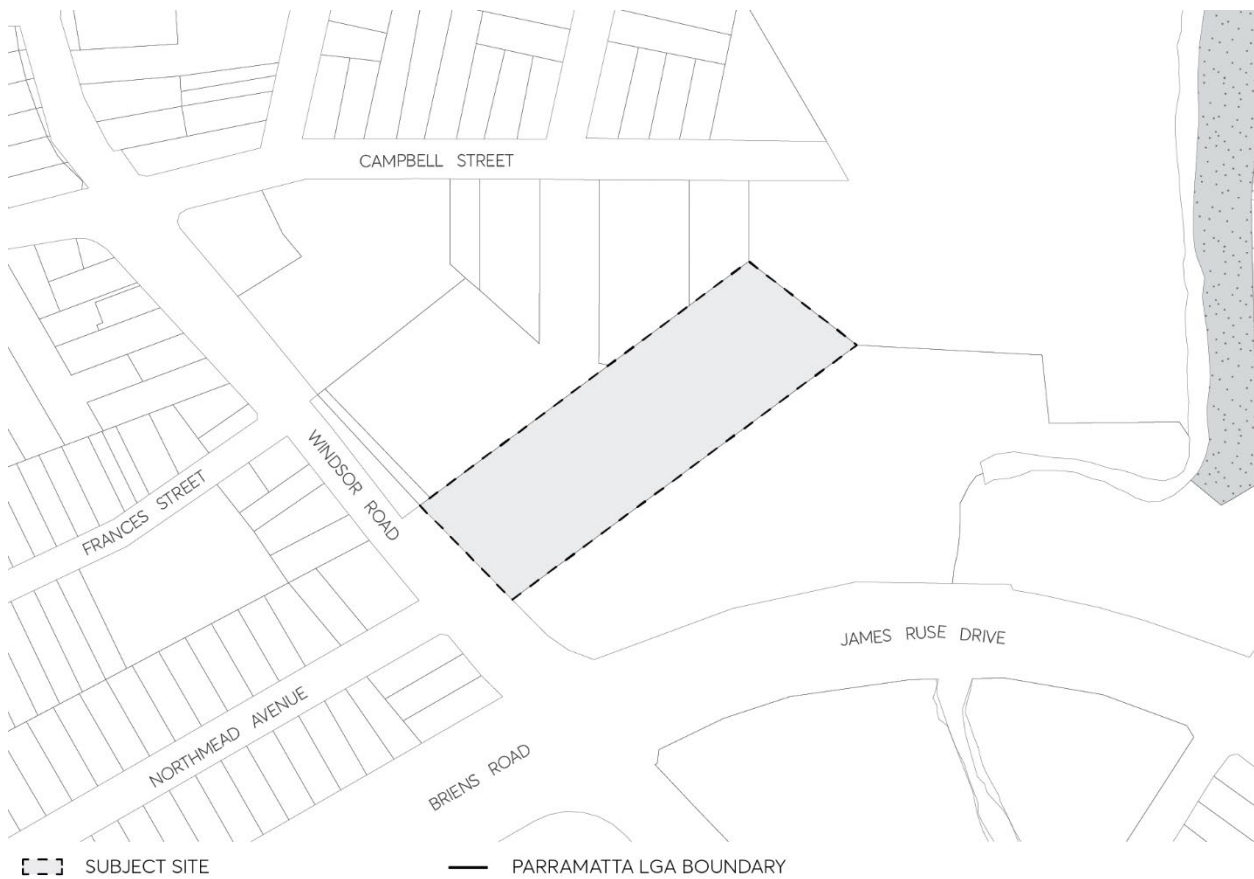 CAMPBELL STREET
WINDSOR ROAD
FRANCES STREET
JAMES RUSE DRIVE
NORTHMEAD AVENUE
BRIENS ROAD
SUBJECT SITE
PARRAMATTA LGA BOUNDARY